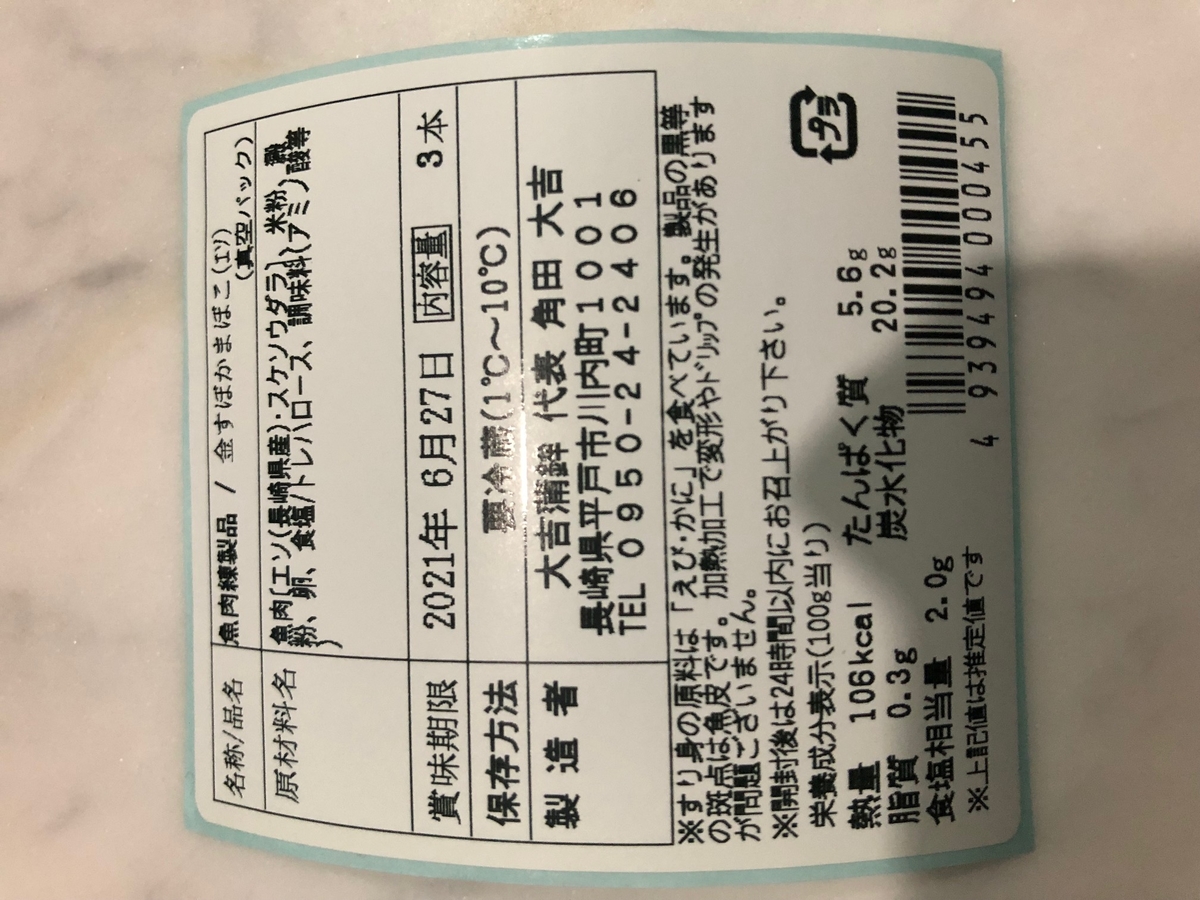 名称/品名 魚肉練製品 / 金すぼかまぼこ(エソ)
(真空パック)
原材料名 魚肉[エソ(長崎県産)・スケソウダラ]、米粉、澱
粉、卵、食塩/トレハロース、調味料(アミノ酸等
)
賞味期限 2021年 6月27日 内容量 3本
保存方法 要冷蔵(1℃~10℃)
製造者 大吉蒲鉾 代表 角田 大吉
長崎県平戸市川内町1001
TEL 0950-24-2406
※すり身の原料は「えび・かに」を食べています。製品の黒等
の斑点は魚皮です。加熱加工で変形やドリップの発生があります
が問題ございません。
※開封後は24時間以内にお召上がり下さい。
プラ
栄養成分表示(100g当り)
熱量 106kcal たんぱく質 5.6g
脂質 0.3g 炭水化物 20.2g
食塩相当量 2.0g
※上記値は推定値です
4 939494 000455